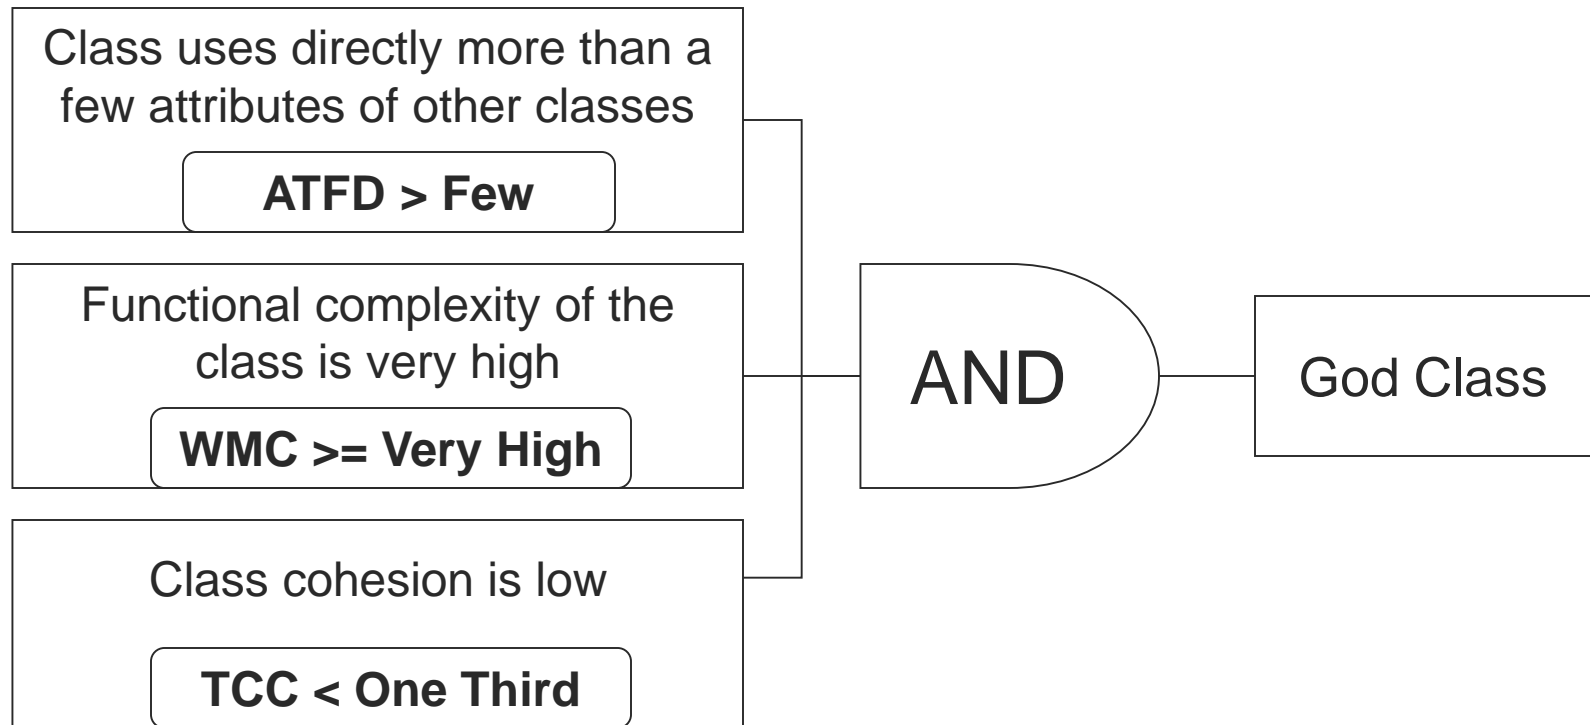 Class uses directly more than a
few attributes of other classes
ATFD > Few
Functional complexity of the
class is very high
WMC >= Very High
Class cohesion is low
TCC < One Third
AND
God Class